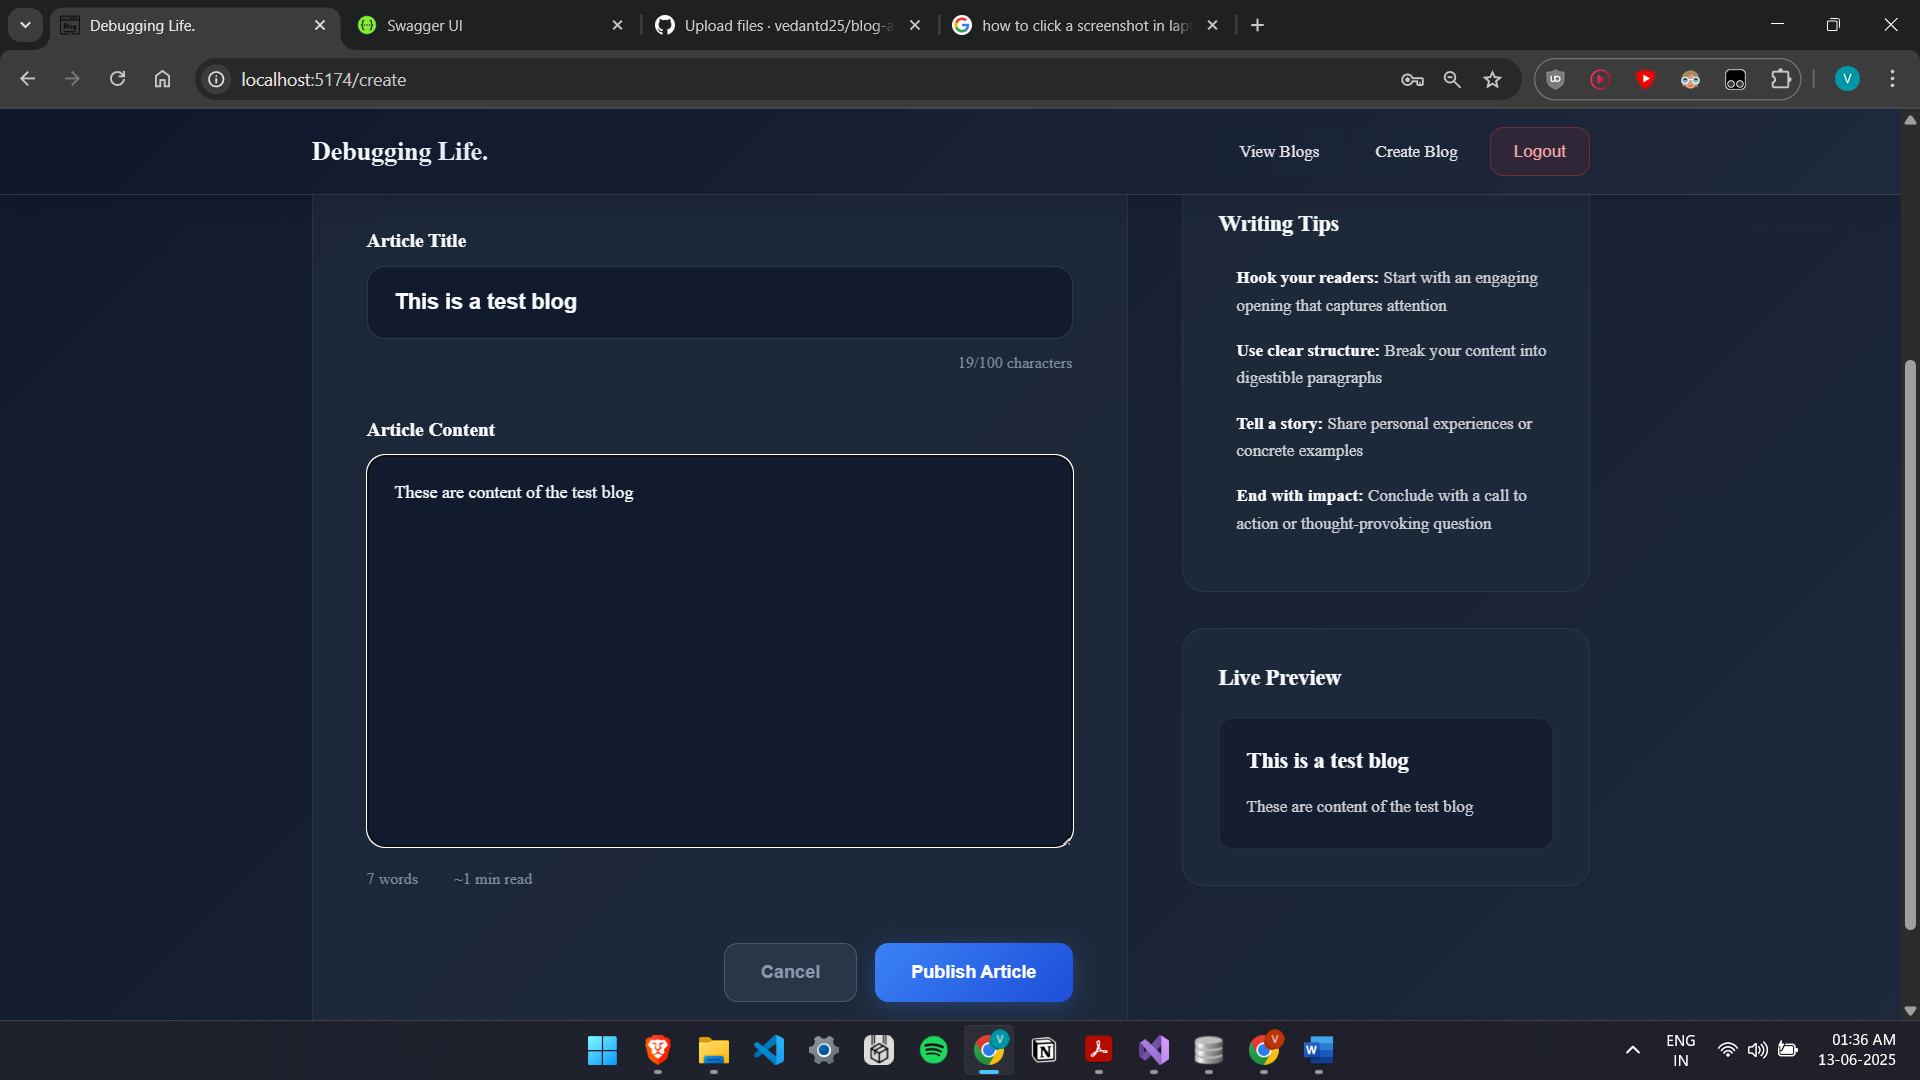 Debugging Life.
Swagger UI
Upload files · vedantd25/blog-a
how to click a screenshot in lap
localhost:5174/create
V
Debugging Life.
View Blogs
Create Blog
Logout
Article Title
This is a test blog
19/100 characters
Article Content
These are content of the test blog
7 words
~1 min read
Cancel
Publish Article
Writing Tips
Hook your readers: Start with an engaging
opening that captures attention
Use clear structure: Break your content into
digestible paragraphs
Tell a story: Share personal experiences or
concrete examples
End with impact: Conclude with a call to
action or thought-provoking question
Live Preview
This is a test blog
These are content of the test blog
V
V
ENG
IN
01:36 AM
13-06-2025